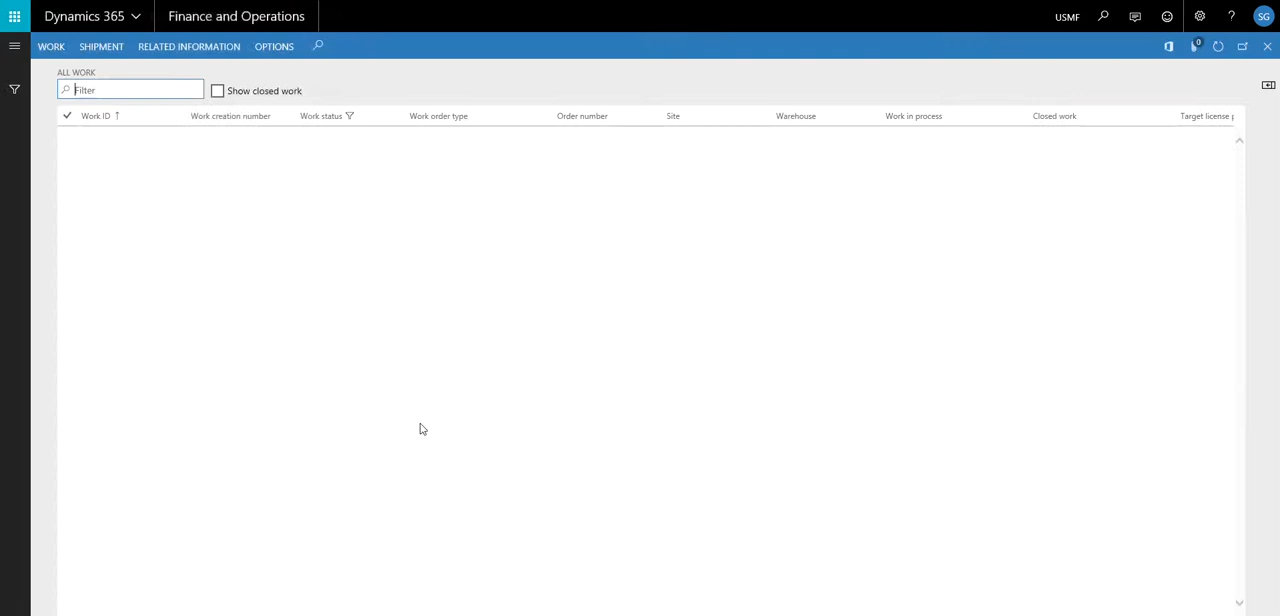 Dynamics 365 Finance and Operations USMF ? SG
WORK SHIPMENT RELATED INFORMATION OPTIONS 0
ALL WORK
Filter Show closed work
Work ID Work creation number Work status Work order type Order number Site Warehouse Work in process Closed work Target license